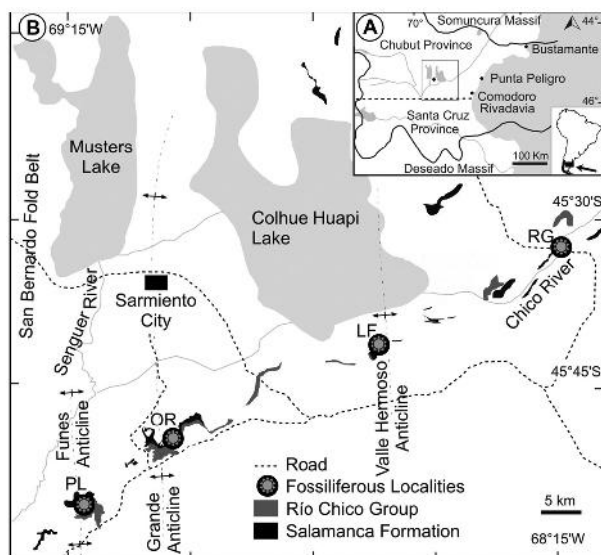 B
69°15'W
A
70°
Somuncura Massif
44°
Chubut Province
Bustamante
Punta Peligro
Comodoro
Rivadavia
46°
Santa Cruz
Province
Deseado Massif
100 Km
Musters
Lake
San Bernardo Fold Belt
Colhue Huapi
Lake
45°30'S
RG
Chico River
Senguer River
Sarmiento
City
LF
Valle Hermoso
Anticline
45°45'S
Funes
Anticline
OR
PL
Grande
Anticline
Road
Fossiliferous Localities
Río Chico Group
Salamanca Formation
5 km
68°15'W